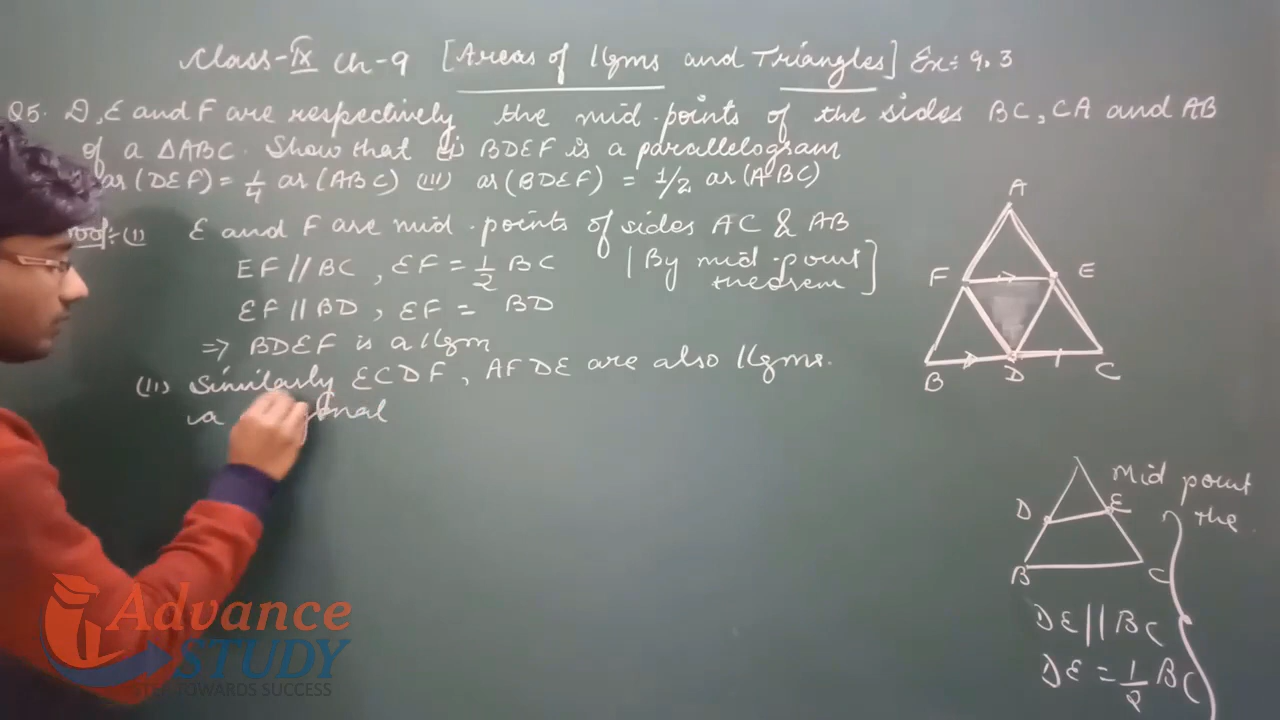 Class-IX Ch-9 [Areas of ||gms and Triangles] Ex÷ 9.3
Q5. D, E and F are respectively the mid-points of the sides BC, CA and AB
of a ΔABC. Show that (i) BDEF is a parallelogram
ar(DEF) = 1/4 ar(ABC) (iii) ar(BDEF) = 1/2 ar(ABC)
(i) E and F are mid-points of sides AC & AB
EF//BC, EF = 1/2 BC [By mid-point
theorem]
EF || BD, EF = BD
⇒ BDEF is a ||gm
(ii) Similarly ECDF, AFDE are also ||gms.
A
F
E
B
D
C
Mid point
the.
D
E
B
C
DE || BC
DE = 1/2 BC
Advance
STUDY
TOWARDS SUCCESS